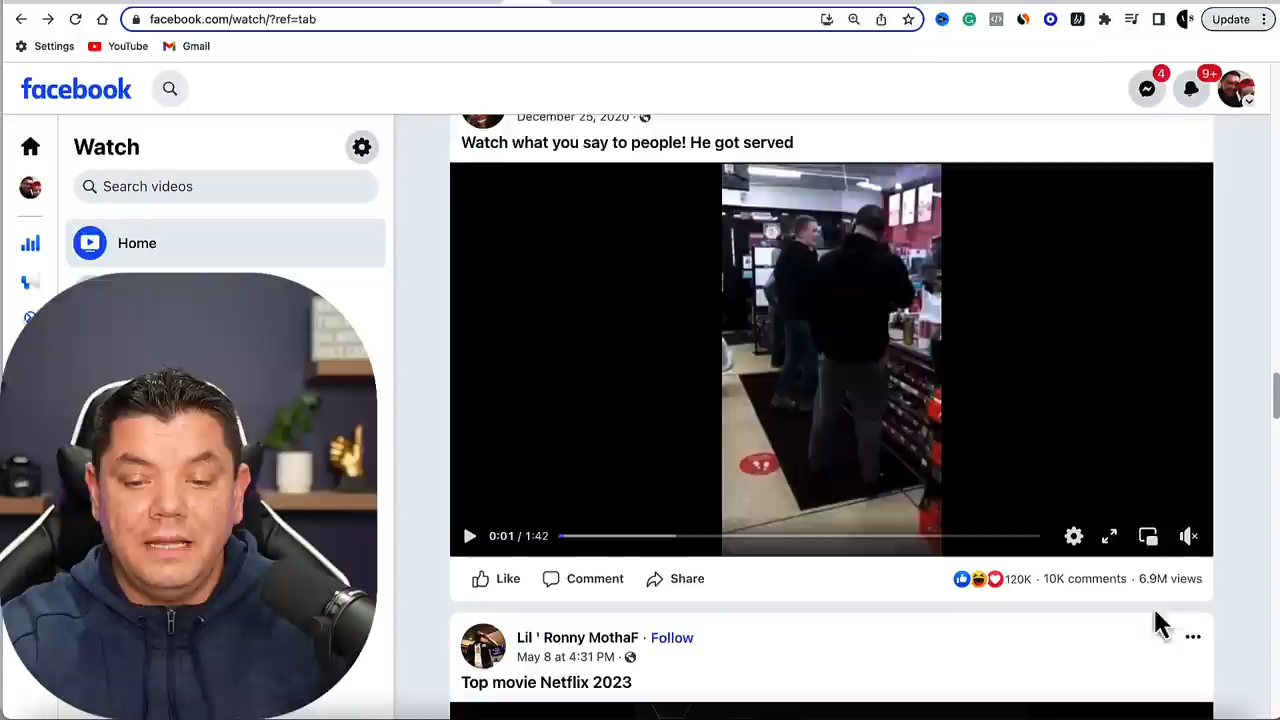 facebook.com/watch/?ref=tab
Update
Settings
YouTube
Gmail
facebook
4
9+
Watch
Search videos
Home
December 25, 2020
Watch what you say to people! He got served
0:01 / 1:42
Like
Comment
Share
120K · 10K comments · 6.9M views
Lil ' Ronny MothaF · Follow
May 8 at 4:31 PM ·
Top movie Netflix 2023